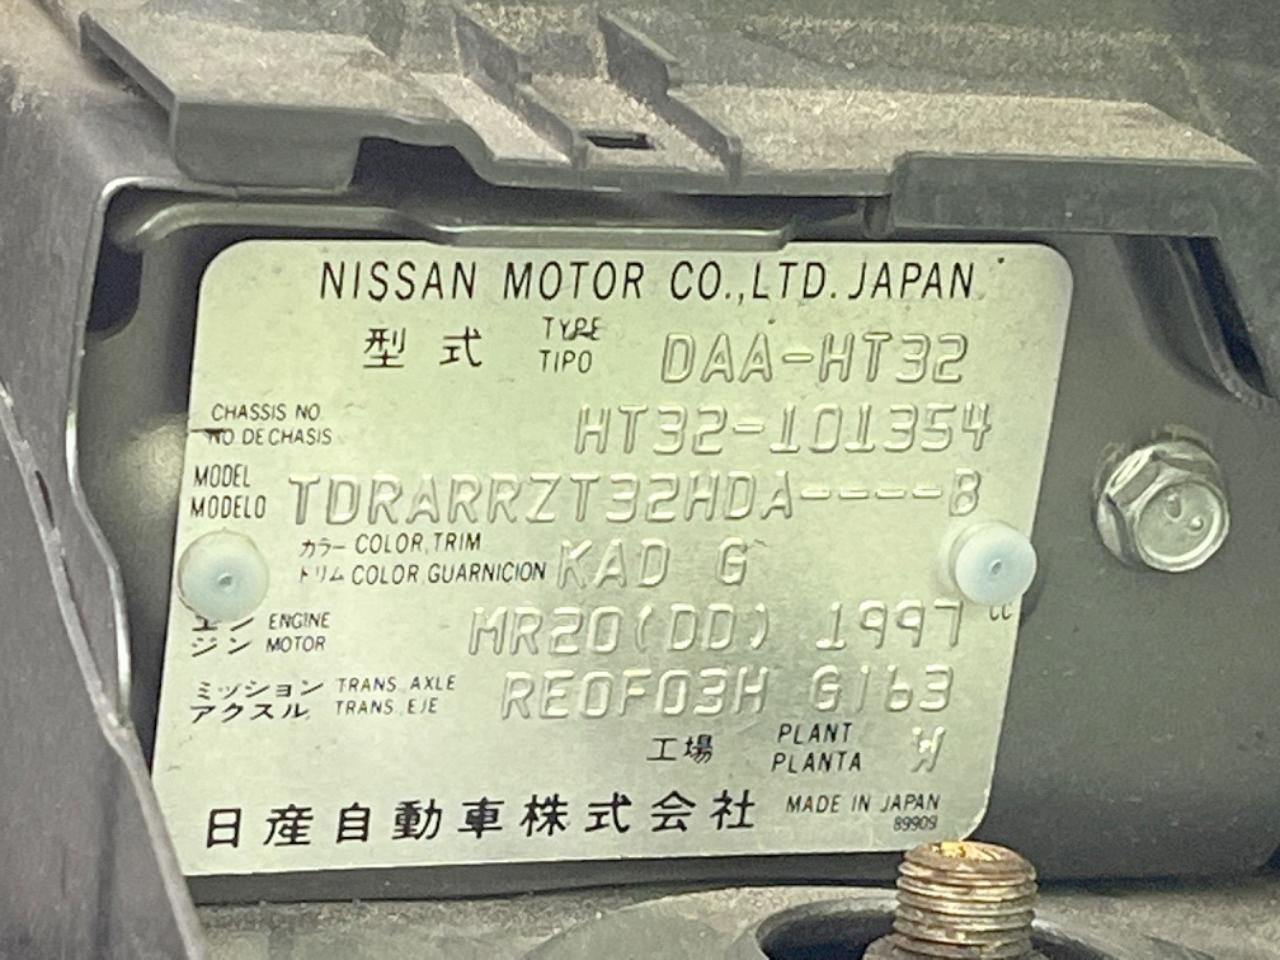 NISSAN MOTOR CO.,LTD. JAPAN
型式 TYPE TIPO DAA-HT32
CHASSIS NO. NO. DE CHASIS HT32-101354
MODEL MODELO TDRARRZT32HDA----B
カラー COLOR,TRIM
トリム COLOR,GUARNICION KAD G
エンジン ENGINE MOTOR MR20(DD) 1997 CC
ミッション TRANS. AXLE
アクスル TRANS. EJE RE0F03H G163
工場 PLANT PLANTA W
日産自動車株式会社 MADE IN JAPAN
89909